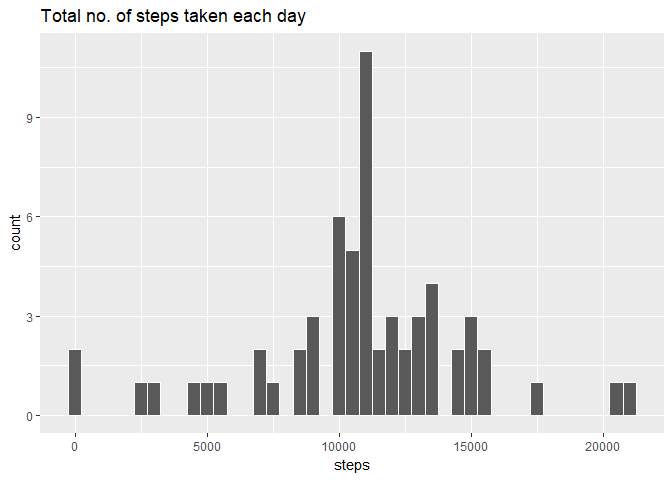 Total no. of steps taken each day
count
9
6
3
0
0 5000 10000 15000 20000
steps